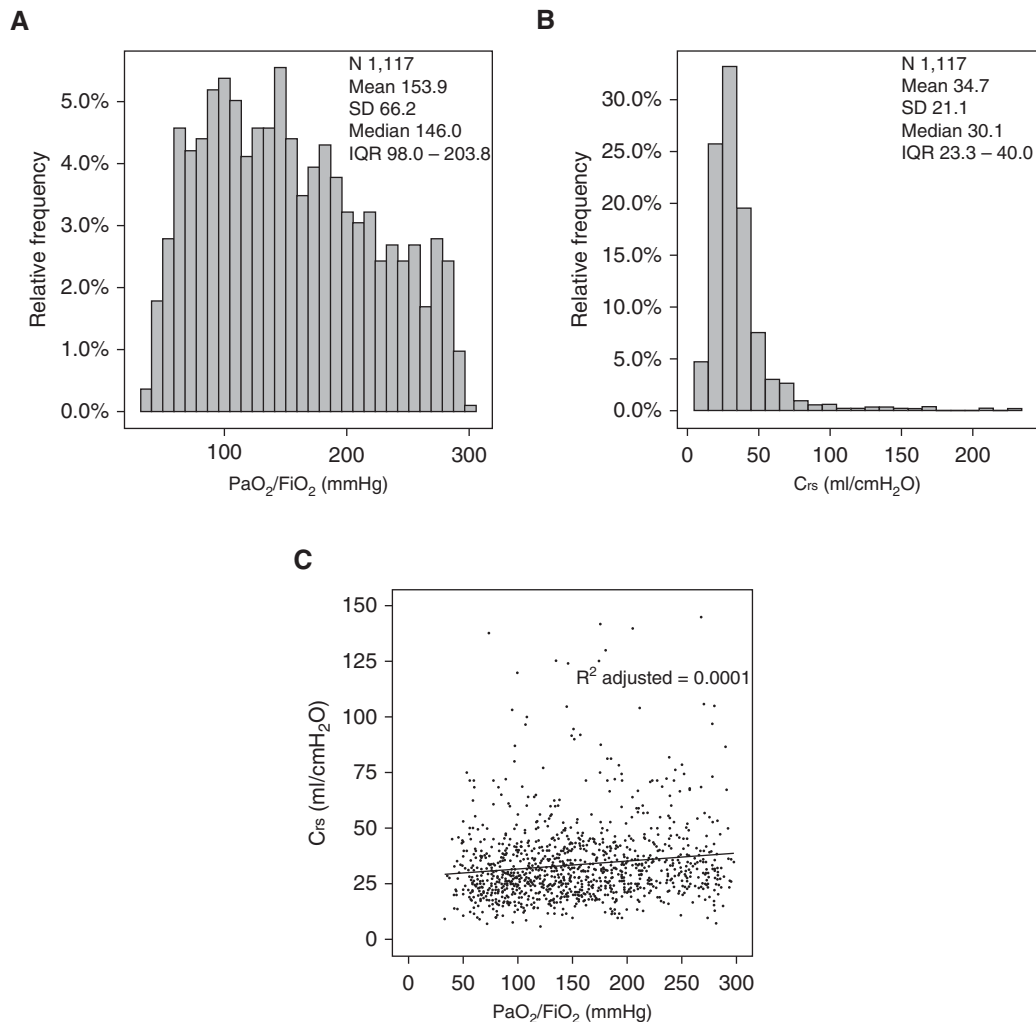 A
N 1,117
Mean 153.9
SD 66.2
Median 146.0
IQR 98.0 – 203.8
Relative frequency
5.0%
4.0%
3.0%
2.0%
1.0%
0.0%
100
200
300
PaO₂/FiO₂ (mmHg)
B
N 1,117
Mean 34.7
SD 21.1
Median 30.1
IQR 23.3 – 40.0
Relative frequency
30.0%
25.0%
20.0%
15.0%
10.0%
5.0%
0.0%
0
50
100
150
200
Crs (ml/cmH₂O)
C
R² adjusted = 0.0001
Crs (ml/cmH₂O)
150
125
100
75
50
25
0
0
50
100
150
200
250
300
PaO₂/FiO₂ (mmHg)